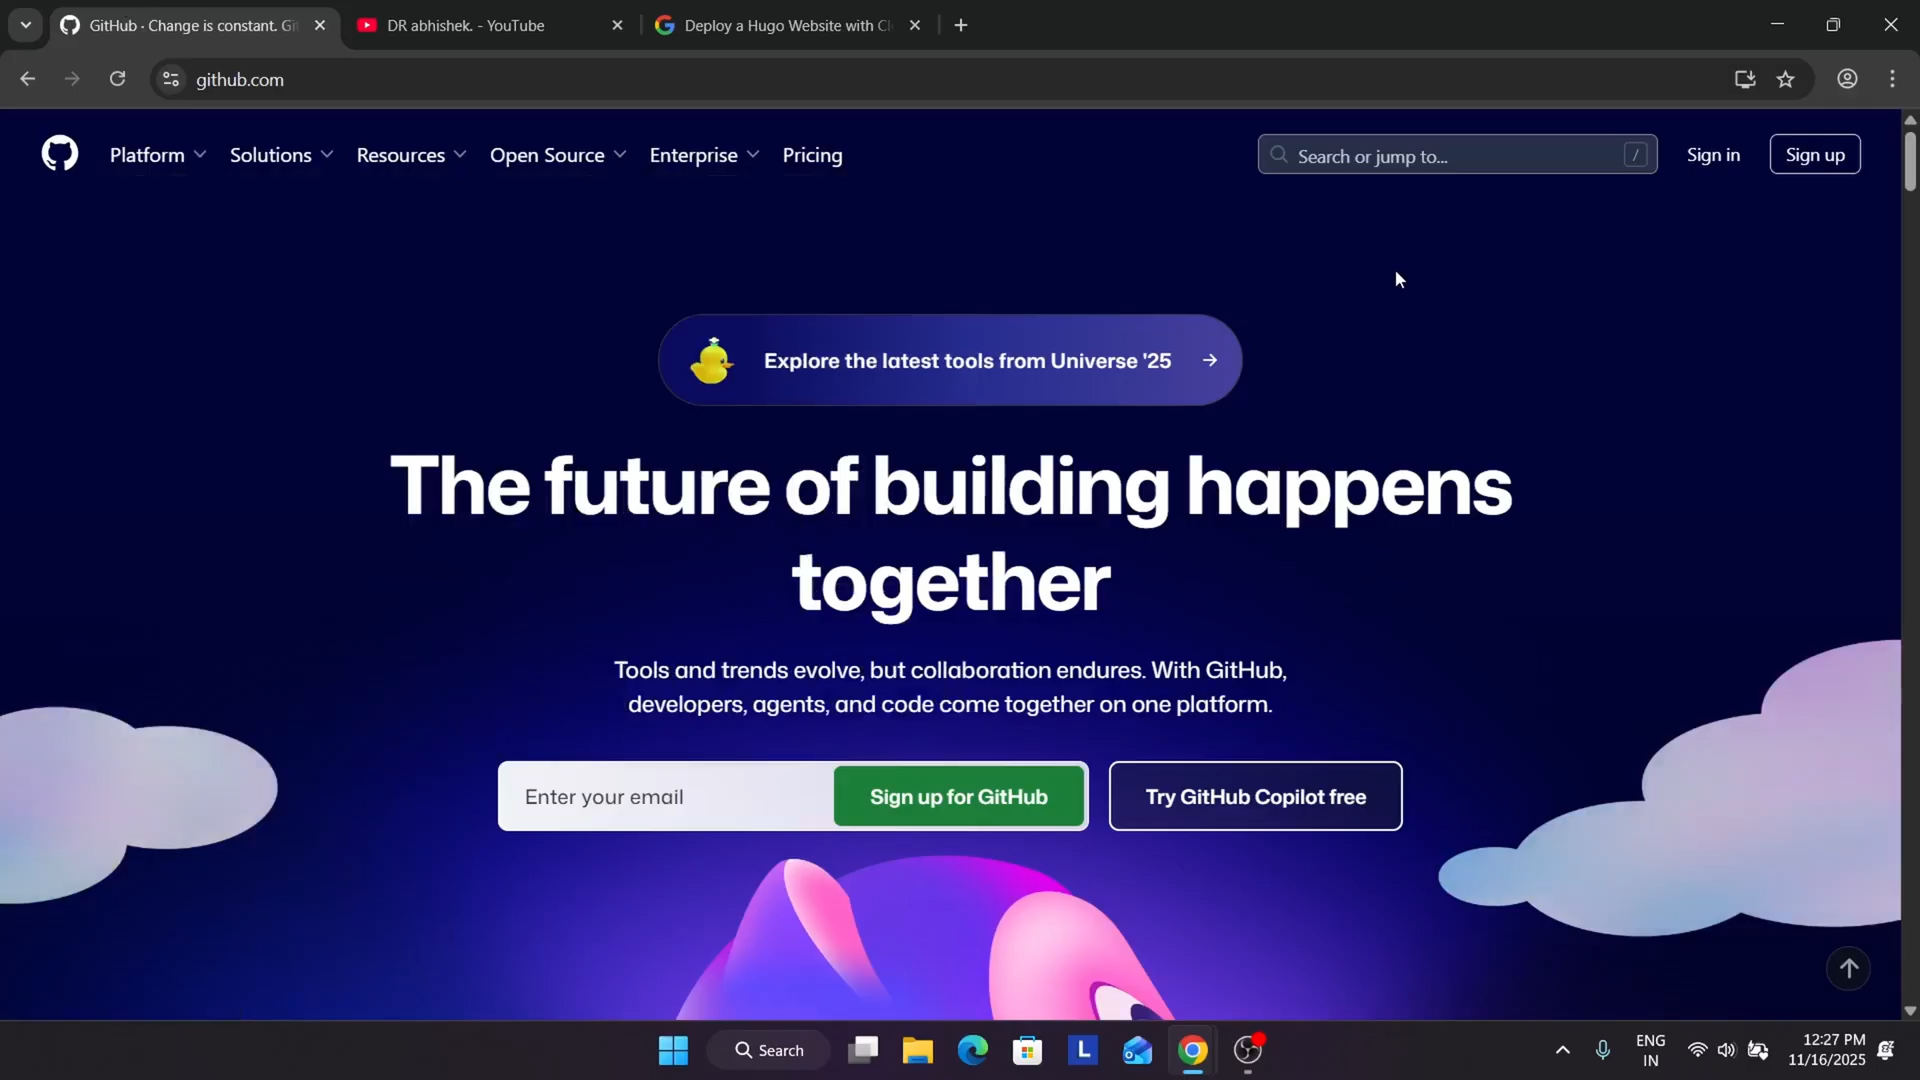 GitHub · Change is constant. Gi
DR abhishek. - YouTube
Deploy a Hugo Website with Cl
github.com
Platform
Solutions
Resources
Open Source
Enterprise
Pricing
Search or jump to...
/
Sign in
Sign up
Explore the latest tools from Universe '25
The future of building happens
together
Tools and trends evolve, but collaboration endures. With GitHub,
developers, agents, and code come together on one platform.
Enter your email
Sign up for GitHub
Try GitHub Copilot free
Search
L
ENG
IN
12:27 PM
11/16/2025